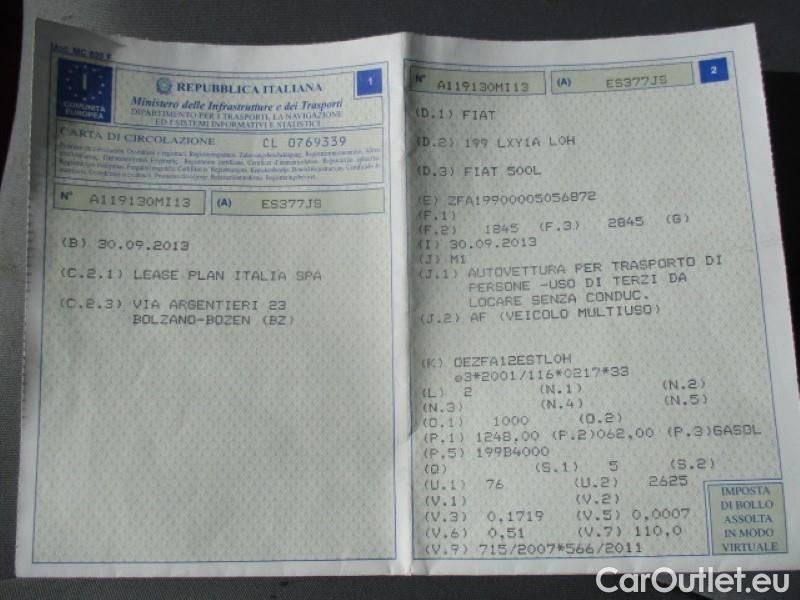 Mod. MC 820 F
I
COMUNITÀ
EUROPEA
REPUBBLICA ITALIANA
1
Ministero delle Infrastrutture e dei Trasporti
DIPARTIMENTO PER I TRASPORTI, LA NAVIGAZIONE
ED I SISTEMI INFORMATIVI E STATISTICI
CARTA DI CIRCOLAZIONE CL 0769339
N° A119130MI13 (A) ES377JS
(B) 30.09.2013
(C.2.1) LEASE PLAN ITALIA SPA
(C.2.3) VIA ARGENTIERI 23
BOLZANO-BOZEN (BZ)
2
N° A119130MI13 (A) ES377JS
(D.1) FIAT
(D.2) 199 LXY1A LOH
(D.3) FIAT 500L
(E) ZFA19900005056872
(F.1)
(F.2) 1845 (F.3) 2845 (G)
(I) 30.09.2013
(J) M1
(J.1) AUTOVETTURA PER TRASPORTO DI
PERSONE -USO DI TERZI DA
LOCARE SENZA CONDUC.
(J.2) AF (VEICOLO MULTIUSO)
(K) OEZFA12ESTLOH
e3*2001/116*0217*33
(L) 2 (N.1) (N.2)
(N.3) (N.4) (N.5)
(O.1) 1000 (O.2)
(P.1) 1248,00 (P.2)062,00 (P.3)GASOL
(P.5) 199B4000
(Q) (S.1) 5 (S.2)
(U.1) 76 (U.2) 2625
(V.1) (V.2)
(V.3) 0,1719 (V.5) 0,0007
(V.6) 0,51 (V.7) 110,0
(V.9) 715/2007*566/2011
IMPOSTA
DI BOLLO
ASSOLTA
IN MODO
VIRTUALE
CarOutlet.eu